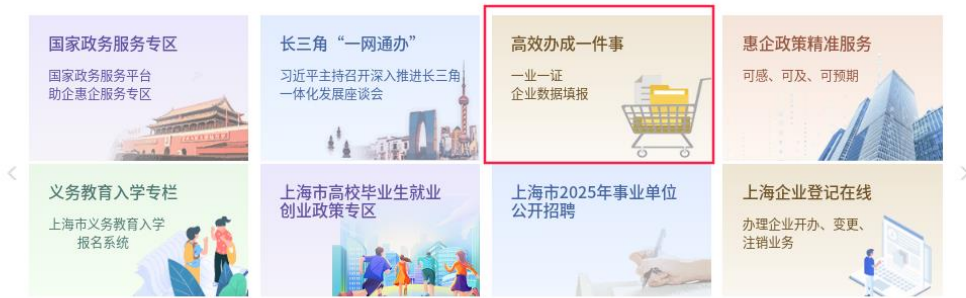 国家政务服务专区
国家政务服务平台
助企惠企服务专区
长三角“一网通办”
习近平主持召开深入推进长三角
一体化发展座谈会
高效办成一件事
一业一证
企业数据填报
惠企政策精准服务
可感、可及、可预期
义务教育入学专栏
上海市义务教育入学
报名系统
上海市高校毕业生就业
创业政策专区
上海市2025年事业单位
公开招聘
上海企业登记在线
办理企业开办、变更、
注销业务